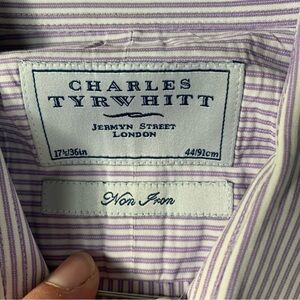 CHARLES
TYRWHITT
JERMYN STREET
LONDON
17½/36in 44/91cm
Non Iron